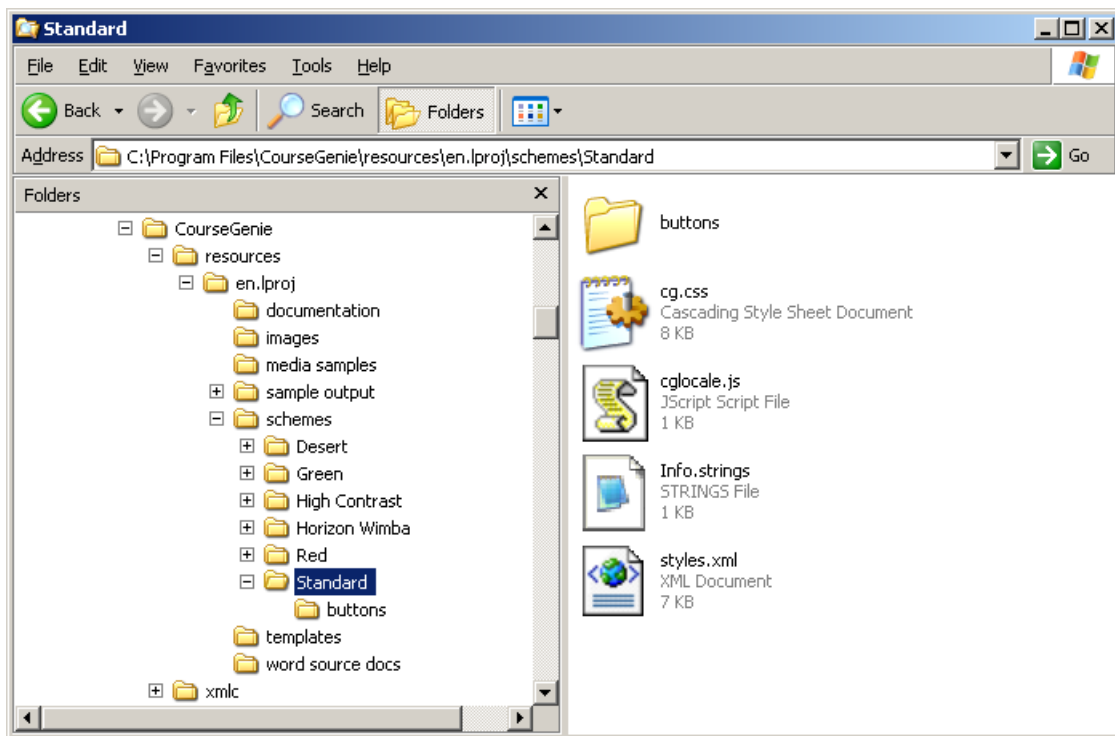 Standard
File Edit View Favorites Tools Help
Back Search Folders
Address C:\Program Files\CourseGenie\resources\en.lproj\schemes\Standard Go
Folders
CourseGenie
resources
en.lproj
documentation
images
media samples
sample output
schemes
Desert
Green
High Contrast
Horizon Wimba
Red
Standard
buttons
templates
word source docs
xmlc
buttons
cg.css
Cascading Style Sheet Document
8 KB
cglocale.js
JScript Script File
1 KB
Info.strings
STRINGS File
1 KB
styles.xml
XML Document
7 KB